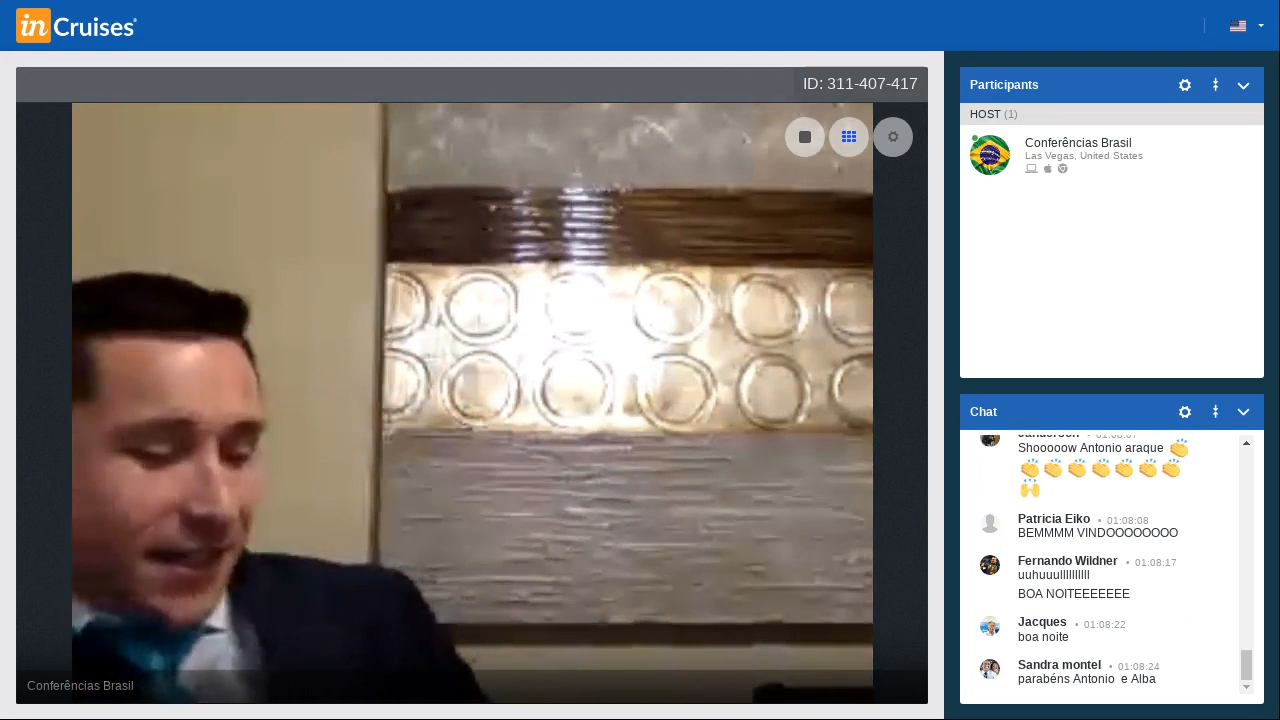 in Cruises®
ID: 311-407-417
Conferências Brasil
Participants
HOST (1)
Conferências Brasil
Las Vegas, United States
Chat
Shooooow Antonio araque
Patricia Eiko • 01:08:08
BEMMMM VINDOOOOOOOO
Fernando Wildner • 01:08:17
uuhuuullllllllll
BOA NOITEEEEEEE
Jacques • 01:08:22
boa noite
Sandra montel • 01:08:24
parabéns Antonio e Alba